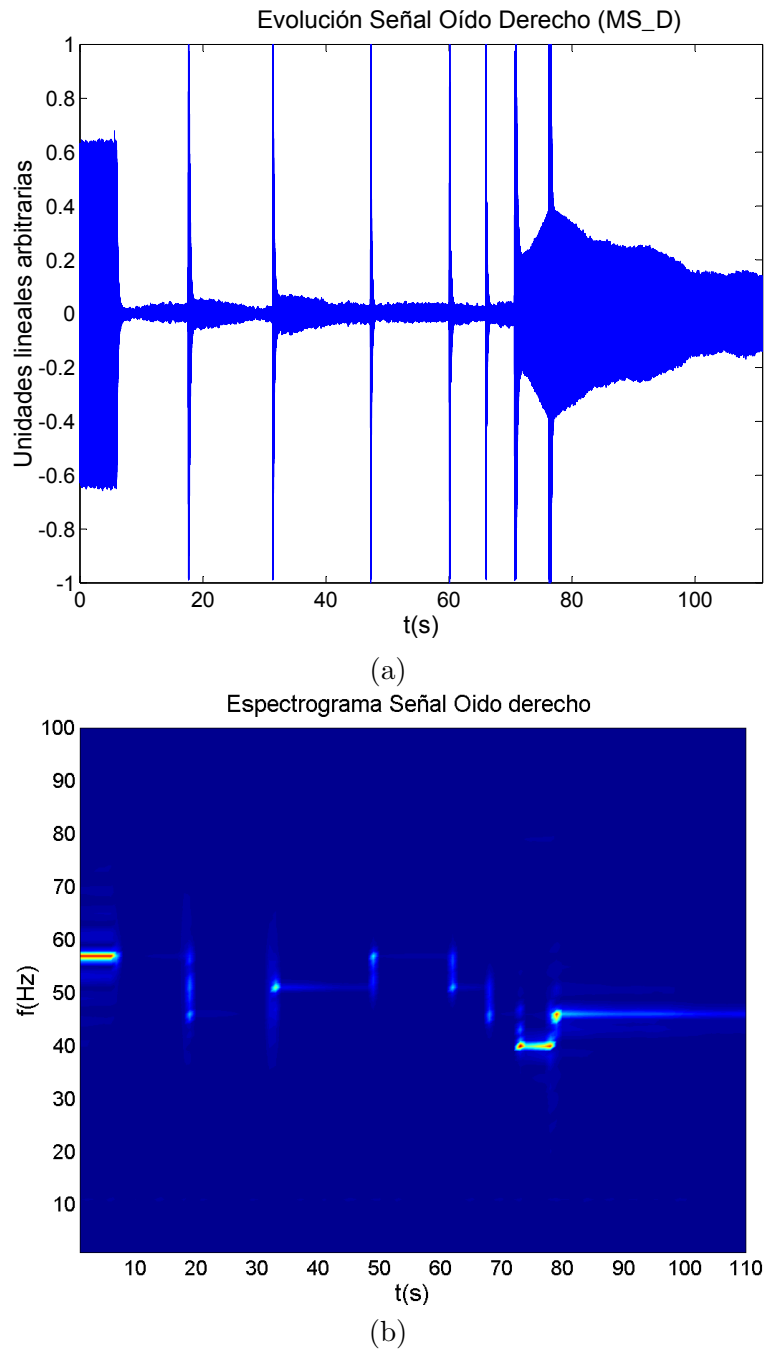 Evolución Señal Oído Derecho (MS_D)
Unidades lineales arbitrarias
1
0.8
0.6
0.4
0.2
0
-0.2
-0.4
-0.6
-0.8
-1
0 20 40 60 80 100
t(s)
(a)
Espectrograma Señal Oido derecho
f(Hz)
100
90
80
70
60
50
40
30
20
10
10 20 30 40 50 60 70 80 90 100 110
t(s)
(b)